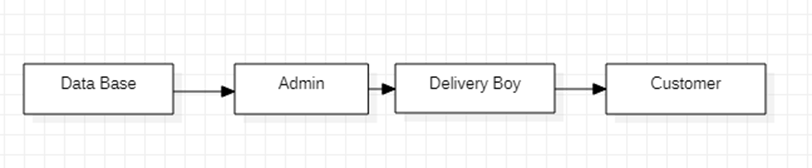 Data Base
Admin
Delivery Boy
Customer